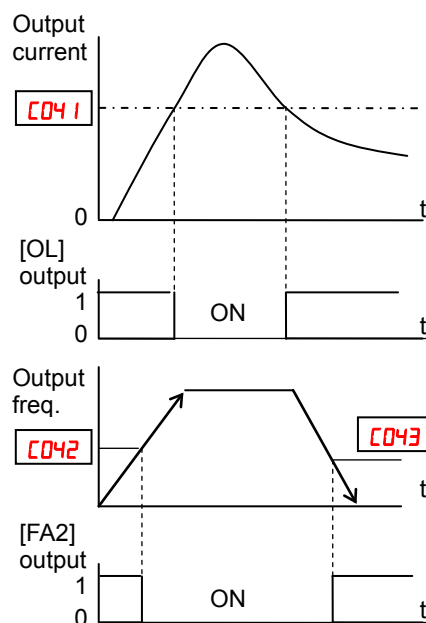 Output
current
C041
0
t
[OL]
output
1
ON
0
t
Output
freq.
C042
C043
t
[FA2]
output
1
ON
0
t